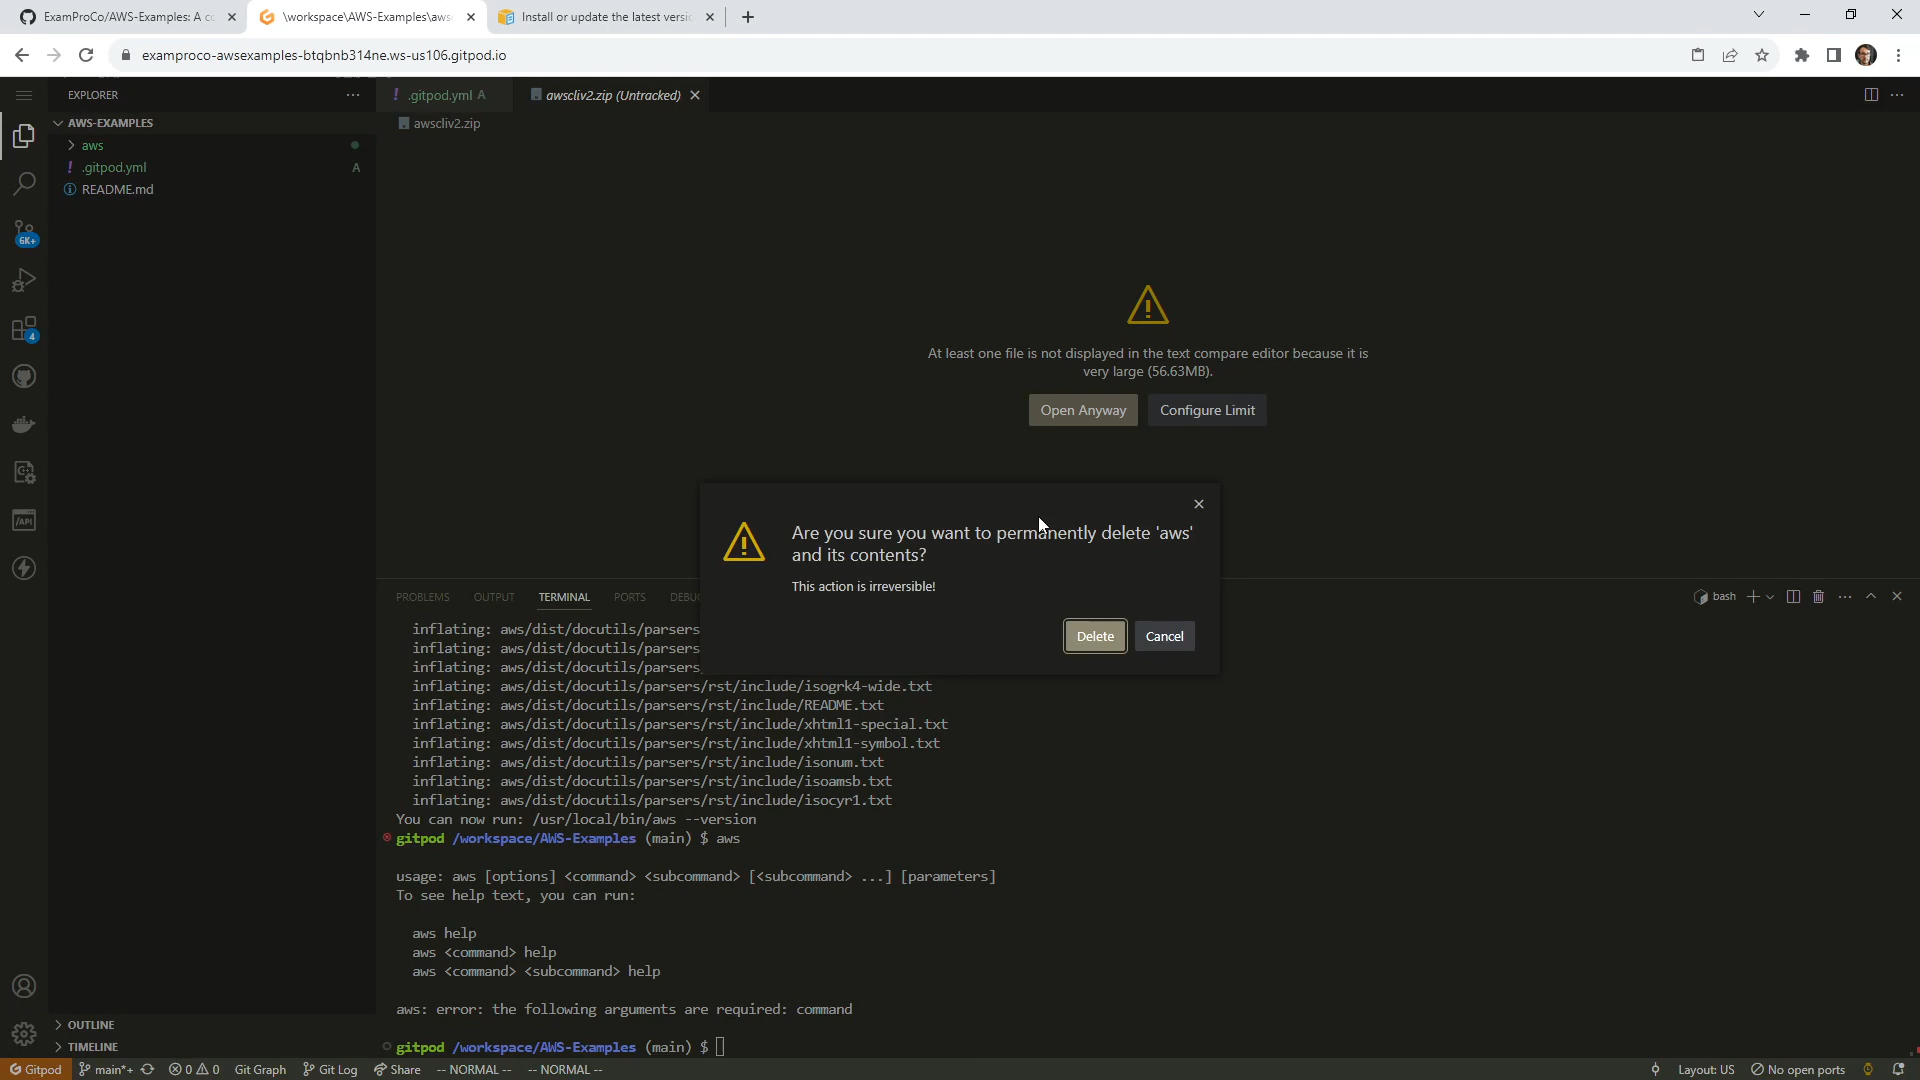 ExamProCo/AWS-Examples: A co
\workspace\AWS-Examples\aws
Install or update the latest versi
examproco-awsexamples-btqbnb314ne.ws-us106.gitpod.io
EXPLORER
.gitpod.yml A
awscliv2.zip (Untracked)
AWS-EXAMPLES
awscliv2.zip
aws
.gitpod.yml A
README.md
6K+
4
/API
At least one file is not displayed in the text compare editor because it is
very large (56.63MB).
Open Anyway
Configure Limit
Are you sure you want to permanently delete 'aws'
and its contents?
This action is irreversible!
Delete
Cancel
PROBLEMS
OUTPUT
TERMINAL
PORTS
DEBU
bash
inflating: aws/dist/docutils/parsers
inflating: aws/dist/docutils/parsers
inflating: aws/dist/docutils/parsers
inflating: aws/dist/docutils/parsers/rst/include/isogrk4-wide.txt
inflating: aws/dist/docutils/parsers/rst/include/README.txt
inflating: aws/dist/docutils/parsers/rst/include/xhtml1-special.txt
inflating: aws/dist/docutils/parsers/rst/include/xhtml1-symbol.txt
inflating: aws/dist/docutils/parsers/rst/include/isonum.txt
inflating: aws/dist/docutils/parsers/rst/include/isoamsb.txt
inflating: aws/dist/docutils/parsers/rst/include/isocyr1.txt
You can now run: /usr/local/bin/aws --version
gitpod /workspace/AWS-Examples (main) $ aws
usage: aws [options] <command> <subcommand> [<subcommand> ...] [parameters]
To see help text, you can run:
aws help
aws <command> help
aws <command> <subcommand> help
aws: error: the following arguments are required: command
gitpod /workspace/AWS-Examples (main) $
OUTLINE
TIMELINE
Gitpod
main*+
0
0
Git Graph
Git Log
Share
-- NORMAL --
-- NORMAL --
Layout: US
No open ports